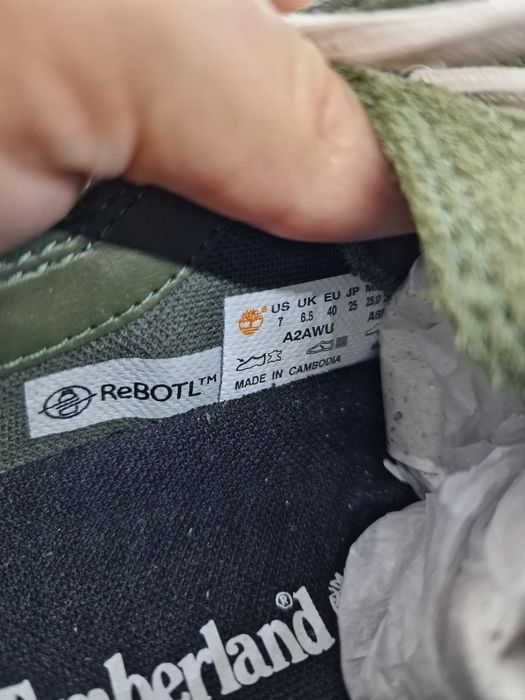 US UK EU JP
7 6.5 40 25 25.0
A2AWU
MADE IN CAMBODIA
ReBOTL™
Timberland®